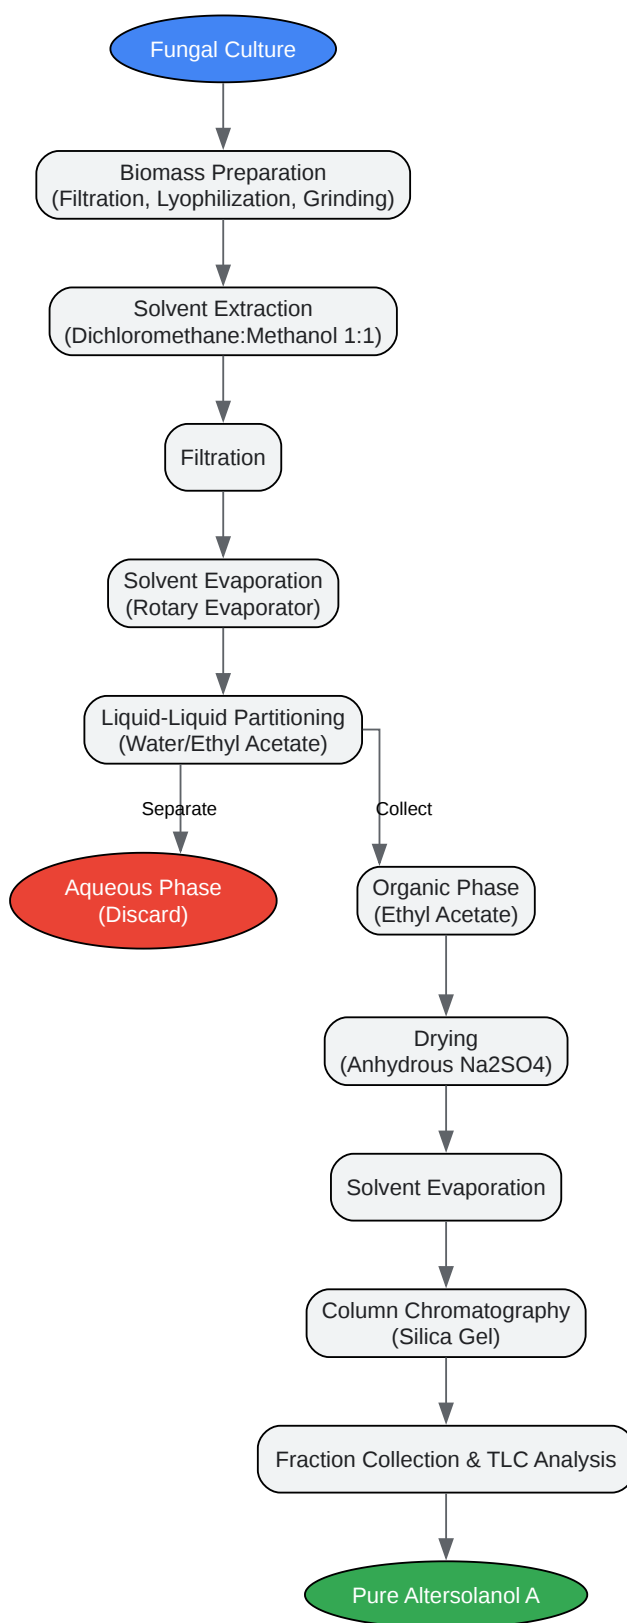 Fungal Culture
Biomass Preparation
(Filtration, Lyophilization, Grinding)
Solvent Extraction
(Dichloromethane:Methanol 1:1)
Filtration
Solvent Evaporation
(Rotary Evaporator)
Liquid-Liquid Partitioning
(Water/Ethyl Acetate)
Separate
Collect
Aqueous Phase
(Discard)
Organic Phase
(Ethyl Acetate)
Drying
(Anhydrous Na2SO4)
Solvent Evaporation
Column Chromatography
(Silica Gel)
Fraction Collection & TLC Analysis
Pure Altersolanol A